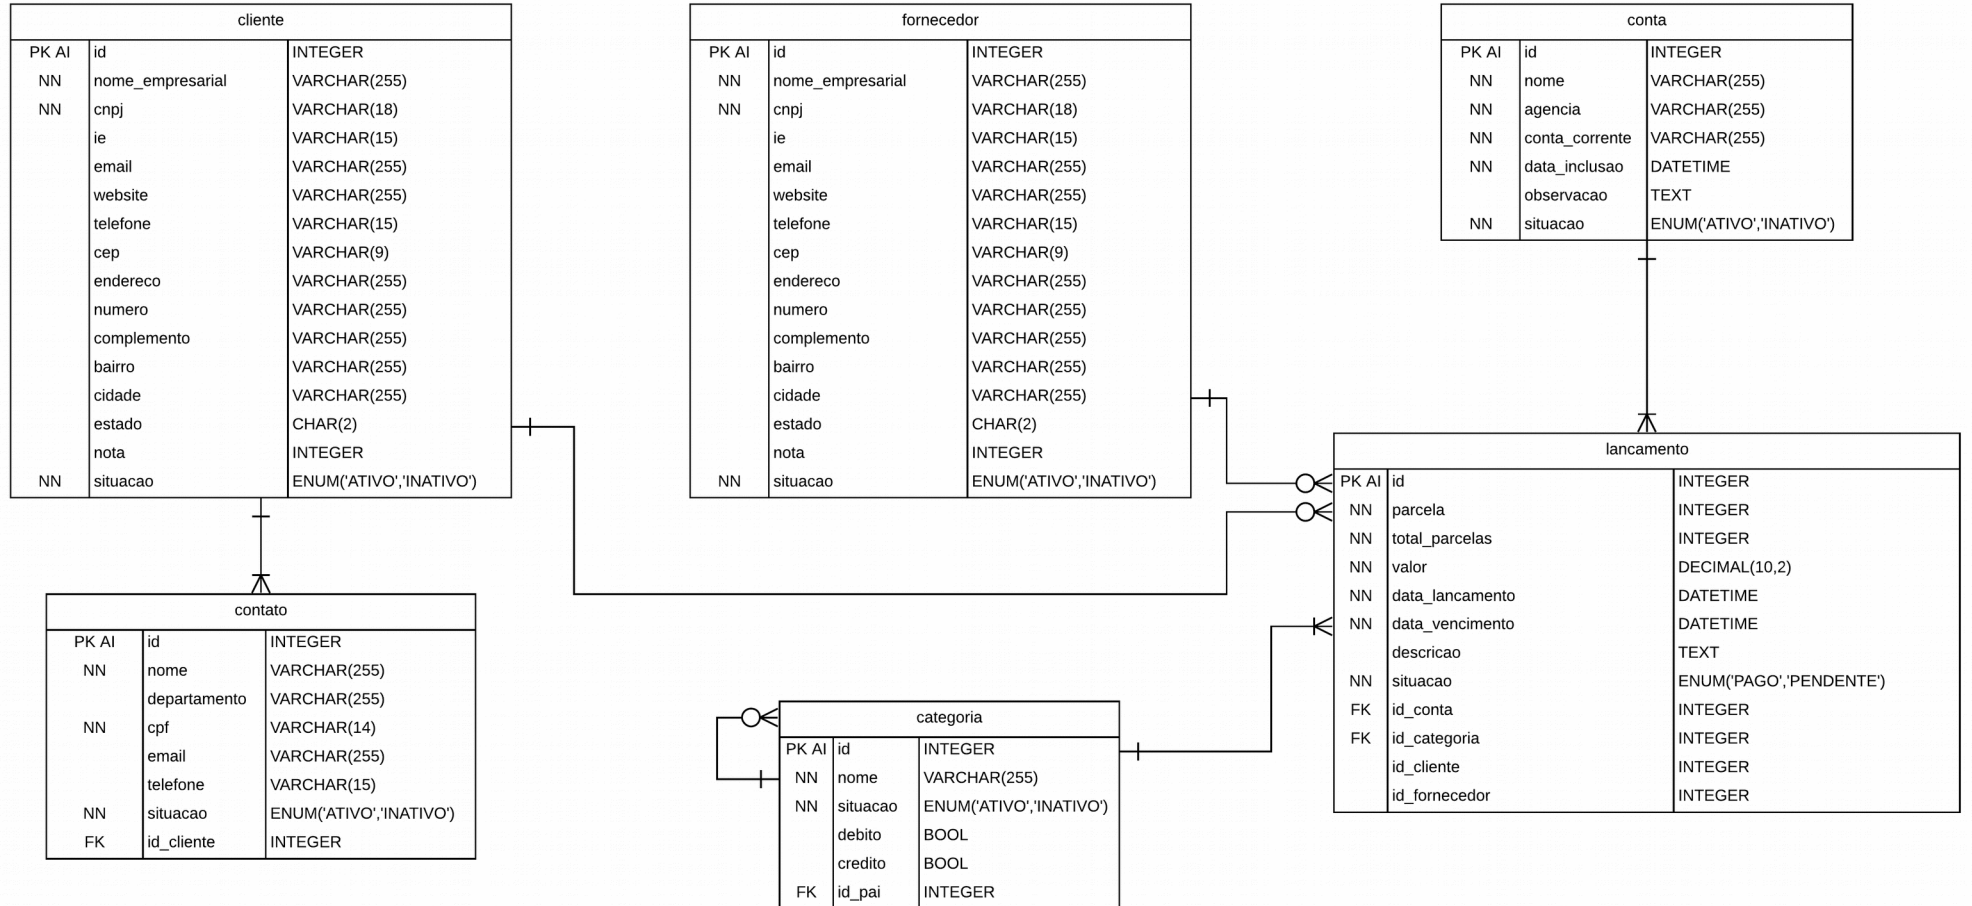 cliente
PK AI id INTEGER
NN nome_empresarial VARCHAR(255)
NN cnpj VARCHAR(18)
ie VARCHAR(15)
email VARCHAR(255)
website VARCHAR(255)
telefone VARCHAR(15)
cep VARCHAR(9)
endereco VARCHAR(255)
numero VARCHAR(255)
complemento VARCHAR(255)
bairro VARCHAR(255)
cidade VARCHAR(255)
estado CHAR(2)
nota INTEGER
NN situacao ENUM('ATIVO','INATIVO')
fornecedor
PK AI id INTEGER
NN nome_empresarial VARCHAR(255)
NN cnpj VARCHAR(18)
ie VARCHAR(15)
email VARCHAR(255)
website VARCHAR(255)
telefone VARCHAR(15)
cep VARCHAR(9)
endereco VARCHAR(255)
numero VARCHAR(255)
complemento VARCHAR(255)
bairro VARCHAR(255)
cidade VARCHAR(255)
estado CHAR(2)
nota INTEGER
NN situacao ENUM('ATIVO','INATIVO')
conta
PK AI id INTEGER
NN nome VARCHAR(255)
NN agencia VARCHAR(255)
NN conta_corrente VARCHAR(255)
NN data_inclusao DATETIME
observacao TEXT
NN situacao ENUM('ATIVO','INATIVO')
contato
PK AI id INTEGER
NN nome VARCHAR(255)
departamento VARCHAR(255)
NN cpf VARCHAR(14)
email VARCHAR(255)
telefone VARCHAR(15)
NN situacao ENUM('ATIVO','INATIVO')
FK id_cliente INTEGER
categoria
PK AI id INTEGER
NN nome VARCHAR(255)
NN situacao ENUM('ATIVO','INATIVO')
debito BOOL
credito BOOL
FK id_pai INTEGER
lancamento
PK AI id INTEGER
NN parcela INTEGER
NN total_parcelas INTEGER
NN valor DECIMAL(10,2)
NN data_lancamento DATETIME
NN data_vencimento DATETIME
descricao TEXT
NN situacao ENUM('PAGO','PENDENTE')
FK id_conta INTEGER
FK id_categoria INTEGER
id_cliente INTEGER
id_fornecedor INTEGER